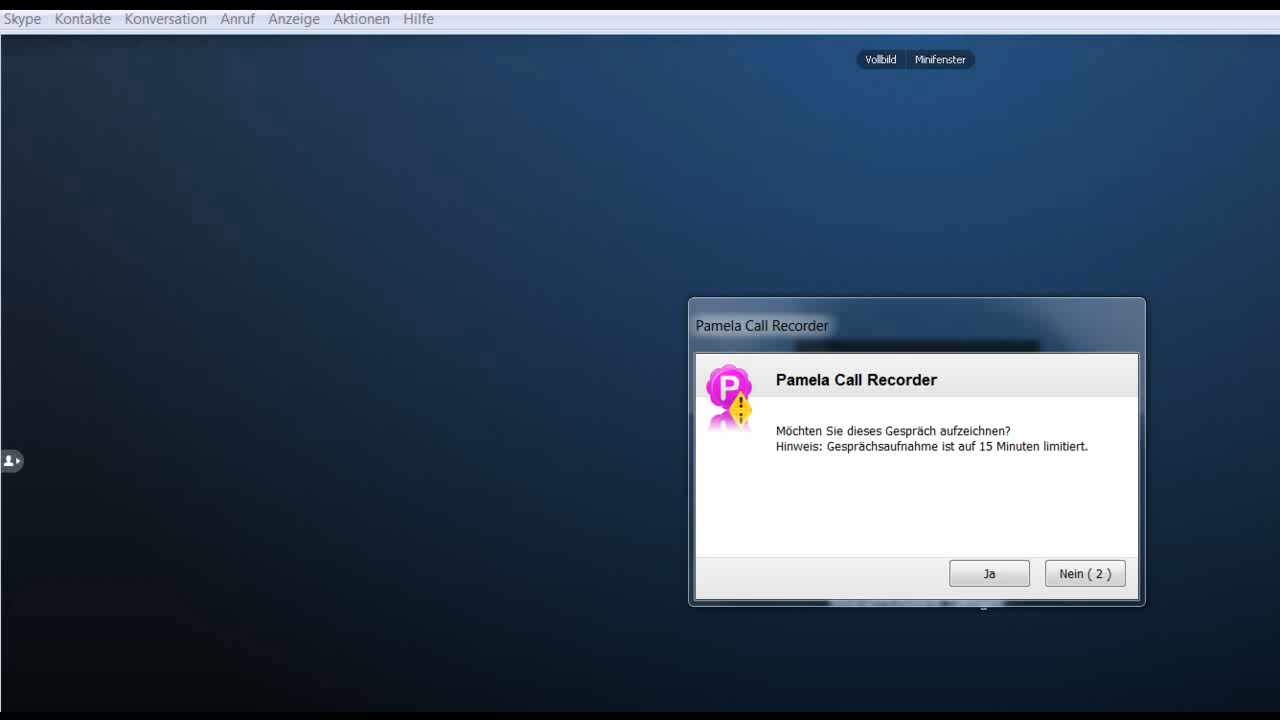 Skype Kontakte Konversation Anruf Anzeige Aktionen Hilfe
Vollbild Minifenster
Pamela Call Recorder
P
Pamela Call Recorder
Möchten Sie dieses Gespräch aufzeichnen?
Hinweis: Gesprächsaufnahme ist auf 15 Minuten limitiert.
Ja Nein ( 2 )